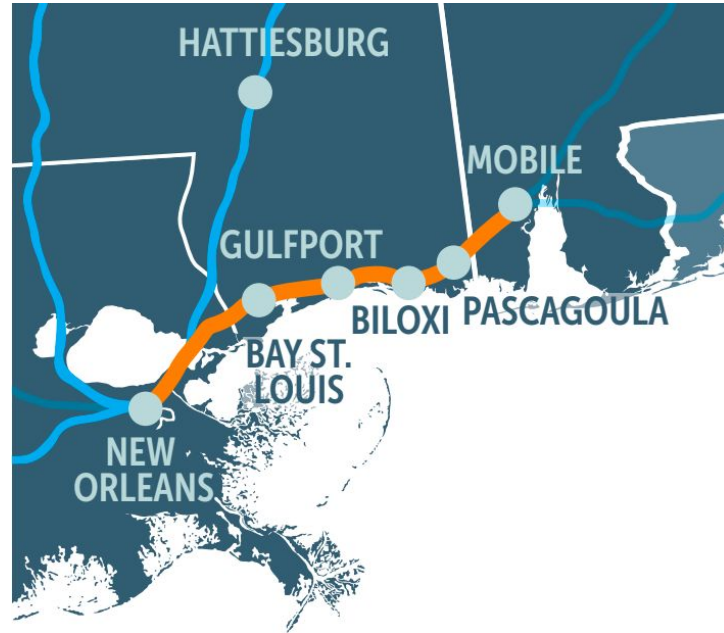 HATTIESBURG
MOBILE
GULFPORT
BILOXI
PASCAGOULA
BAY ST.
LOUIS
NEW
ORLEANS